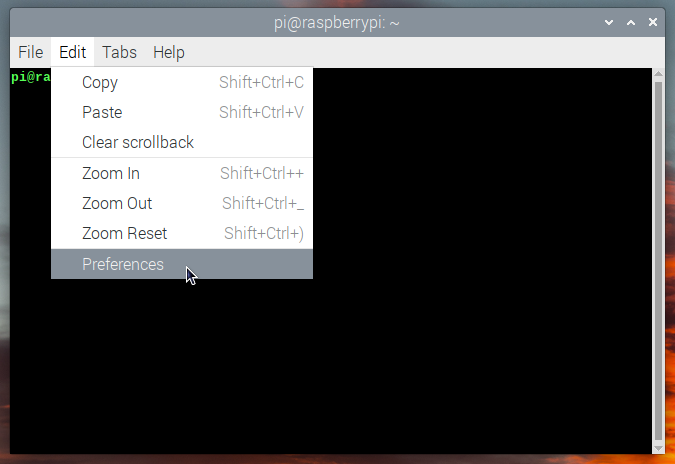 pi@raspberrypi: ~
File Edit Tabs Help
pi@ra
Copy Shift+Ctrl+C
Paste Shift+Ctrl+V
Clear scrollback
Zoom In Shift+Ctrl++
Zoom Out Shift+Ctrl+_
Zoom Reset Shift+Ctrl+)
Preferences